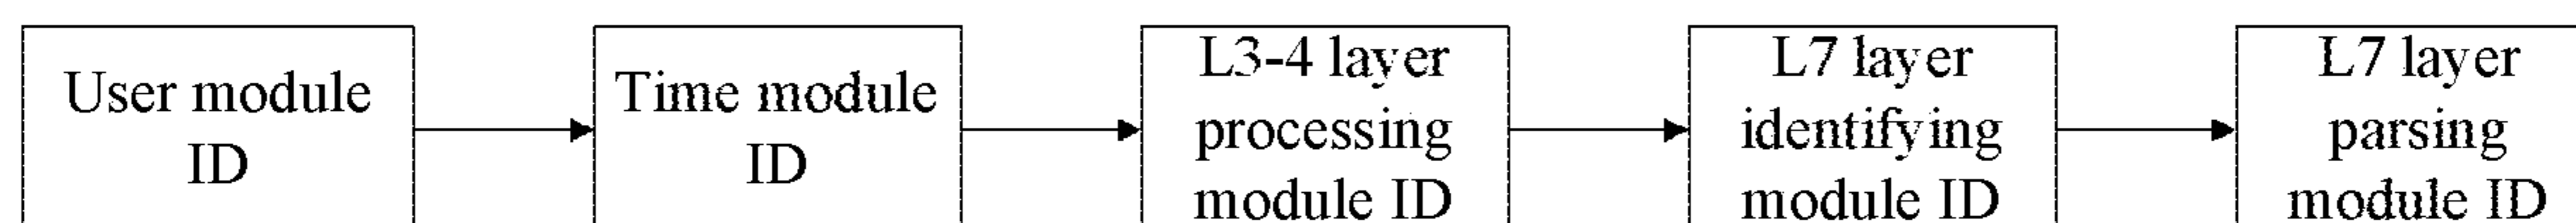 User module
ID
Time module
ID
L3-4 layer
processing
module ID
L7 layer
identifying
module ID
L7 layer
parsing
module ID